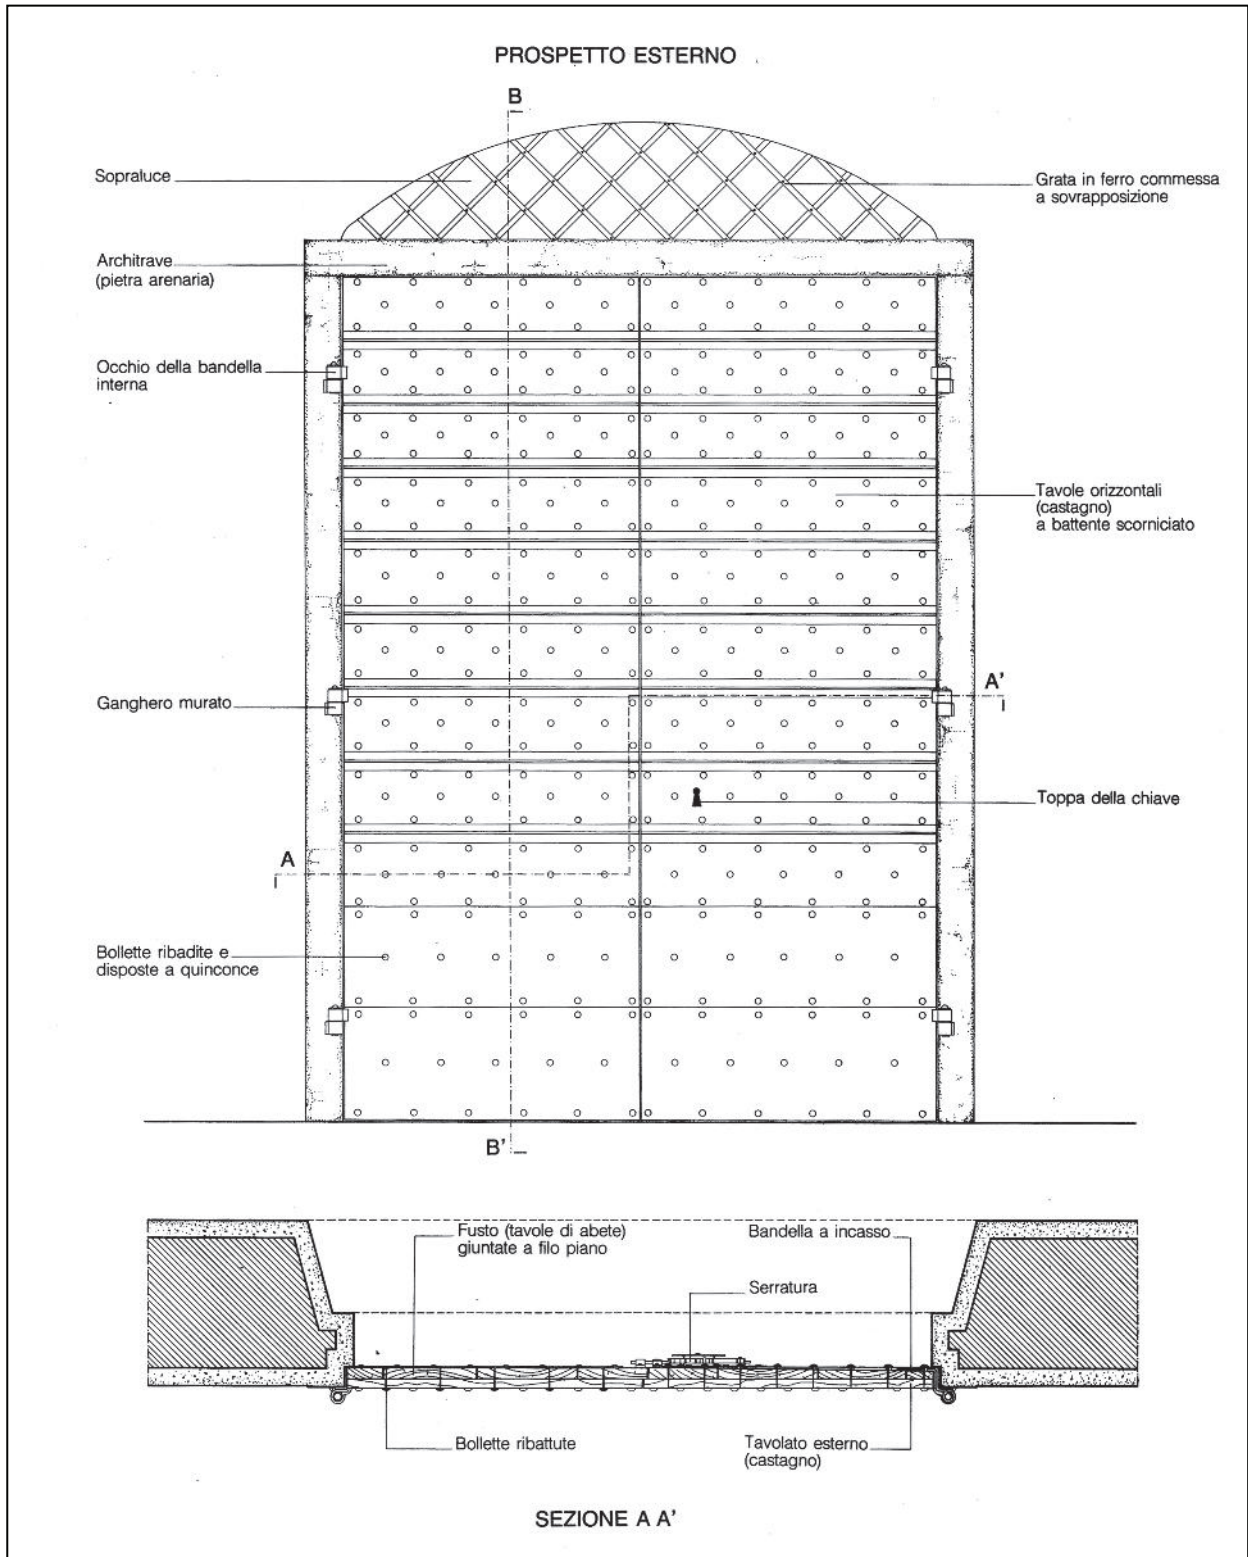 PROSPETTO ESTERNO
B
Sopraluce
Grata in ferro commessa
a sovrapposizione
Architrave
(pietra arenaria)
Occhio della bandella
interna
Tavole orizzontali
(castagno)
a battente scorniciato
A'
Ganghero murato
Toppa della chiave
A
Bollette ribadite e
disposte a quinconce
B'
Fusto (tavole di abete)
giuntate a filo piano
Bandella a incasso
Serratura
Bollette ribattute
Tavolato esterno
(castagno)
SEZIONE A A'